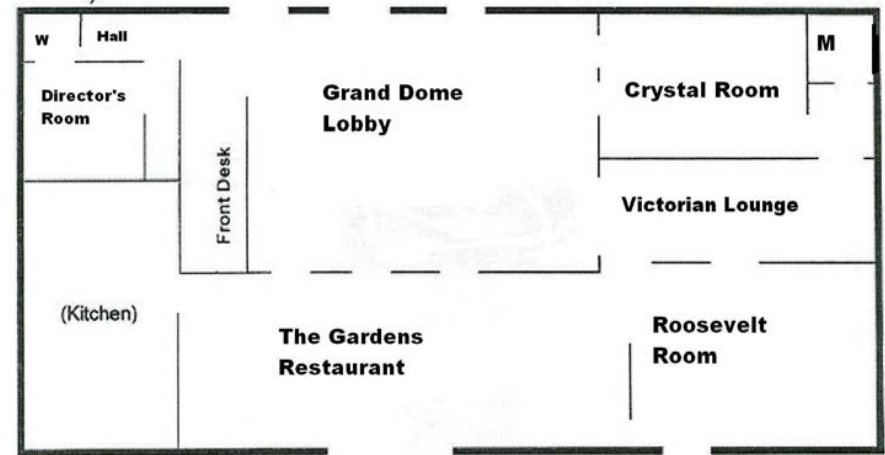 W
Hall
M
Director's
Room
Grand Dome
Lobby
Crystal Room
Front Desk
Victorian Lounge
(Kitchen)
The Gardens
Restaurant
Roosevelt
Room